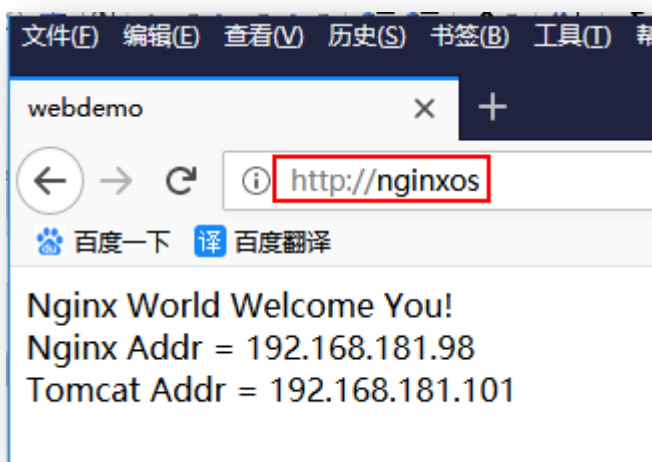 文件(F) 编辑(E) 查看(V) 历史(S) 书签(B) 工具(T)
webdemo
http://nginxos
百度一下 译 百度翻译
Nginx World Welcome You!
Nginx Addr = 192.168.181.98
Tomcat Addr = 192.168.181.101